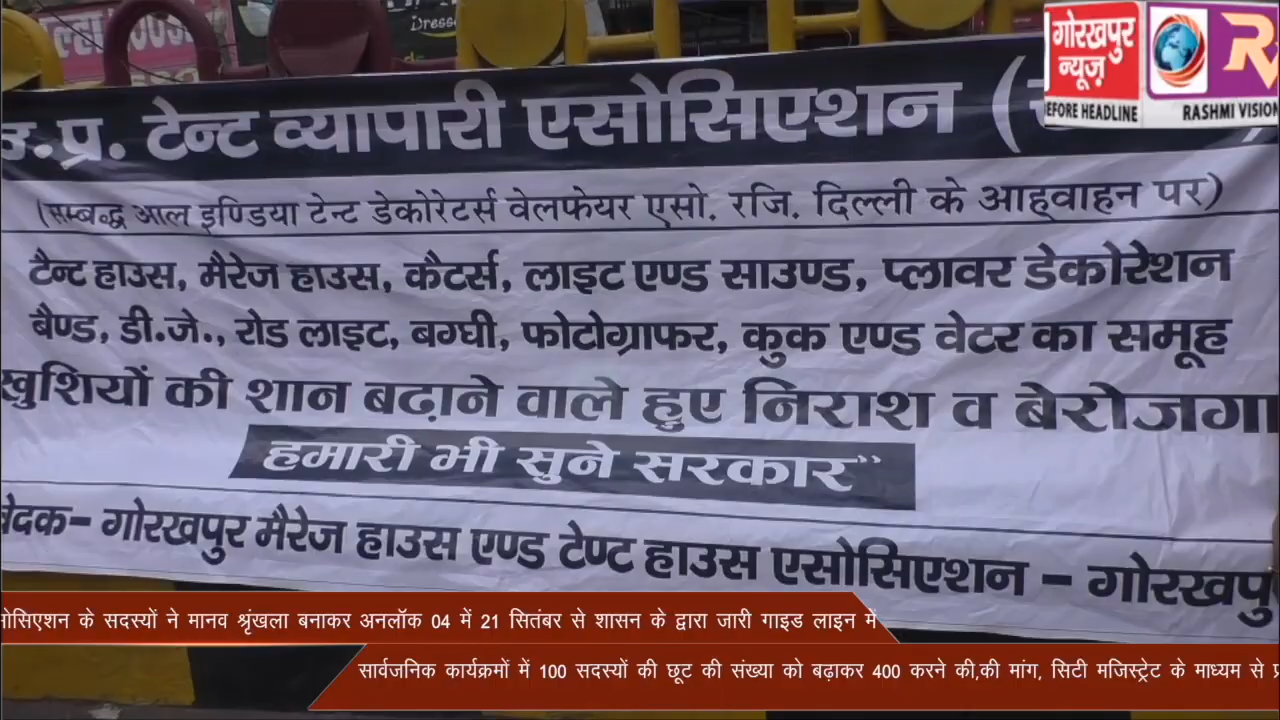 Dress
गोरखपुर
न्यूज़
BEFORE HEADLINE
R
RASHMI VISION
उ.प्र. टेन्ट व्यापारी एसोसिएशन (
(सम्बद्ध आल इण्डिया टेन्ट डेकोरेटर्स वेलफेयर एसो. रजि. दिल्ली के आह्वाहन पर)
टैन्ट हाउस, मैरेज हाउस, कैटर्स, लाइट एण्ड साउण्ड, प्लावर डेकोरेशन
बैण्ड, डी.जे., रोड लाइट, बग्घी, फोटोग्राफर, कुक एण्ड वेटर का समूह
खुशियों की शान बढ़ाने वाले हुए निराश व बेरोजगा
हमारी भी सुने सरकार”
वेदक- गोरखपुर मैरेज हाउस एण्ड टेण्ट हाउस एसोसिएशन - गोरखपु
सोसिएशन के सदस्यों ने मानव श्रृंखला बनाकर अनलॉक 04 में 21 सितंबर से शासन के द्वारा जारी गाइड लाइन में
सार्वजनिक कार्यक्रमों में 100 सदस्यों की छूट की संख्या को बढ़ाकर 400 करने की,की मांग, सिटी मजिस्ट्रेट के माध्यम से प्र